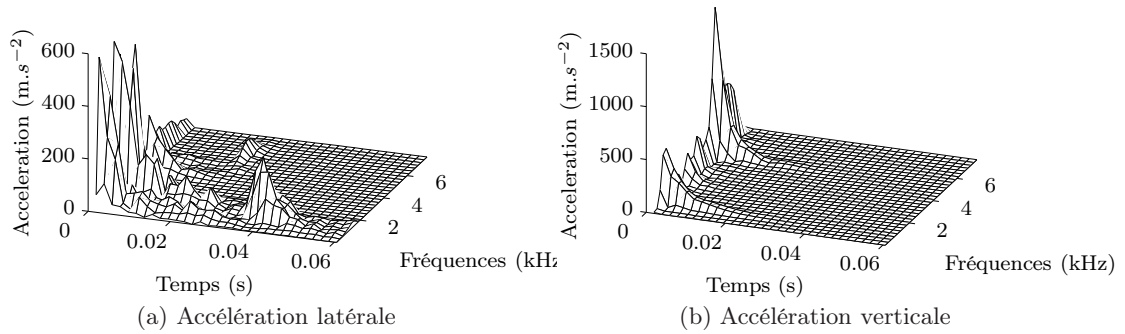 600
400
200
0
Acceleration (m.s⁻²)
0
0.02
0.04
0.06
Temps (s)
2
4
6
Fréquences (kHz
(a) Accélération latérale
1500
1000
500
0
Acceleration (m.s⁻²)
0
0.02
0.04
0.06
Temps (s)
2
4
6
Fréquences (kHz)
(b) Accélération verticale